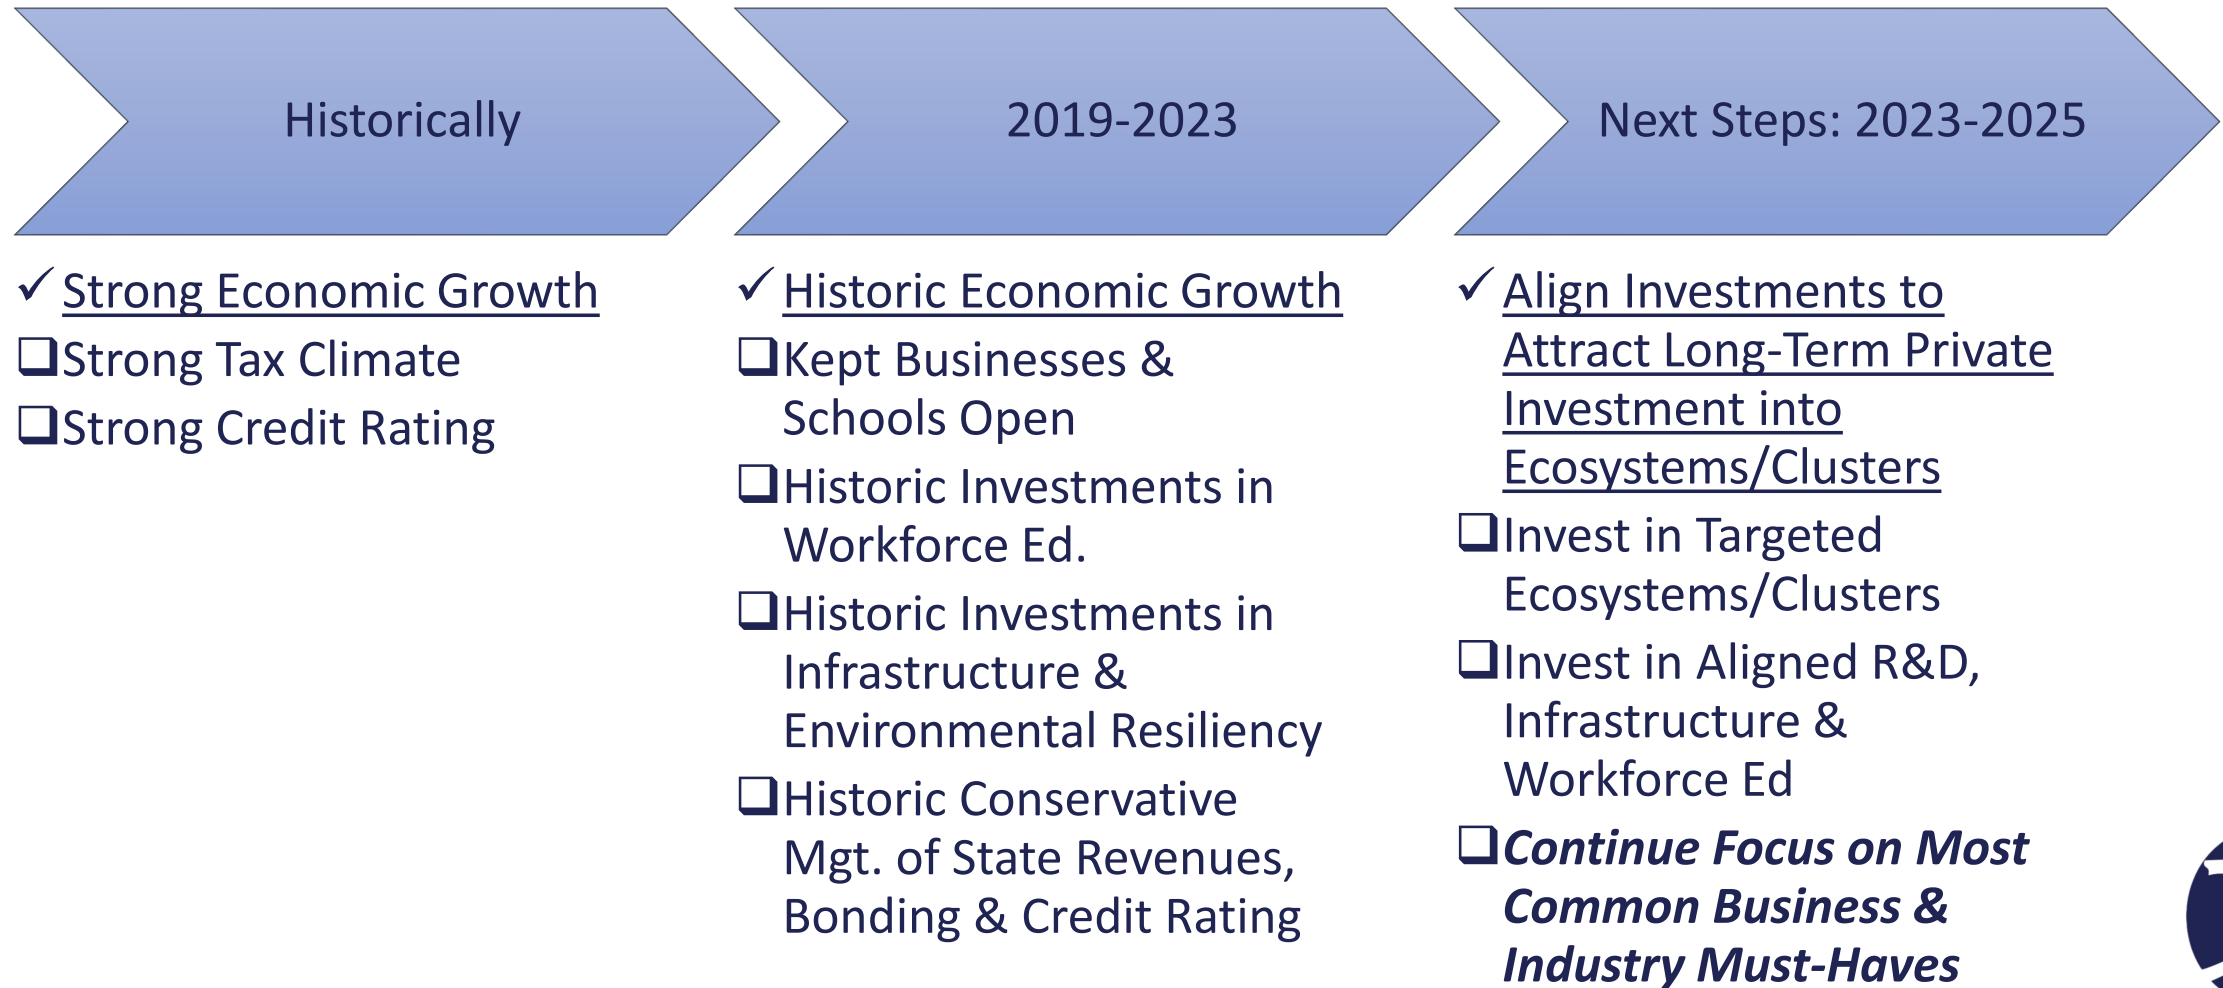 Historically
✓ Strong Economic Growth
❑ Strong Tax Climate
❑ Strong Credit Rating
2019-2023
✓ Historic Economic Growth
❑ Kept Businesses &
Schools Open
❑ Historic Investments in
Workforce Ed.
❑ Historic Investments in
Infrastructure &
Environmental Resiliency
❑ Historic Conservative
Mgt. of State Revenues,
Bonding & Credit Rating
Next Steps: 2023-2025
✓ Align Investments to
Attract Long-Term Private
Investment into
Ecosystems/Clusters
❑ Invest in Targeted
Ecosystems/Clusters
❑ Invest in Aligned R&D,
Infrastructure &
Workforce Ed
❑ Continue Focus on Most
Common Business &
Industry Must-Haves